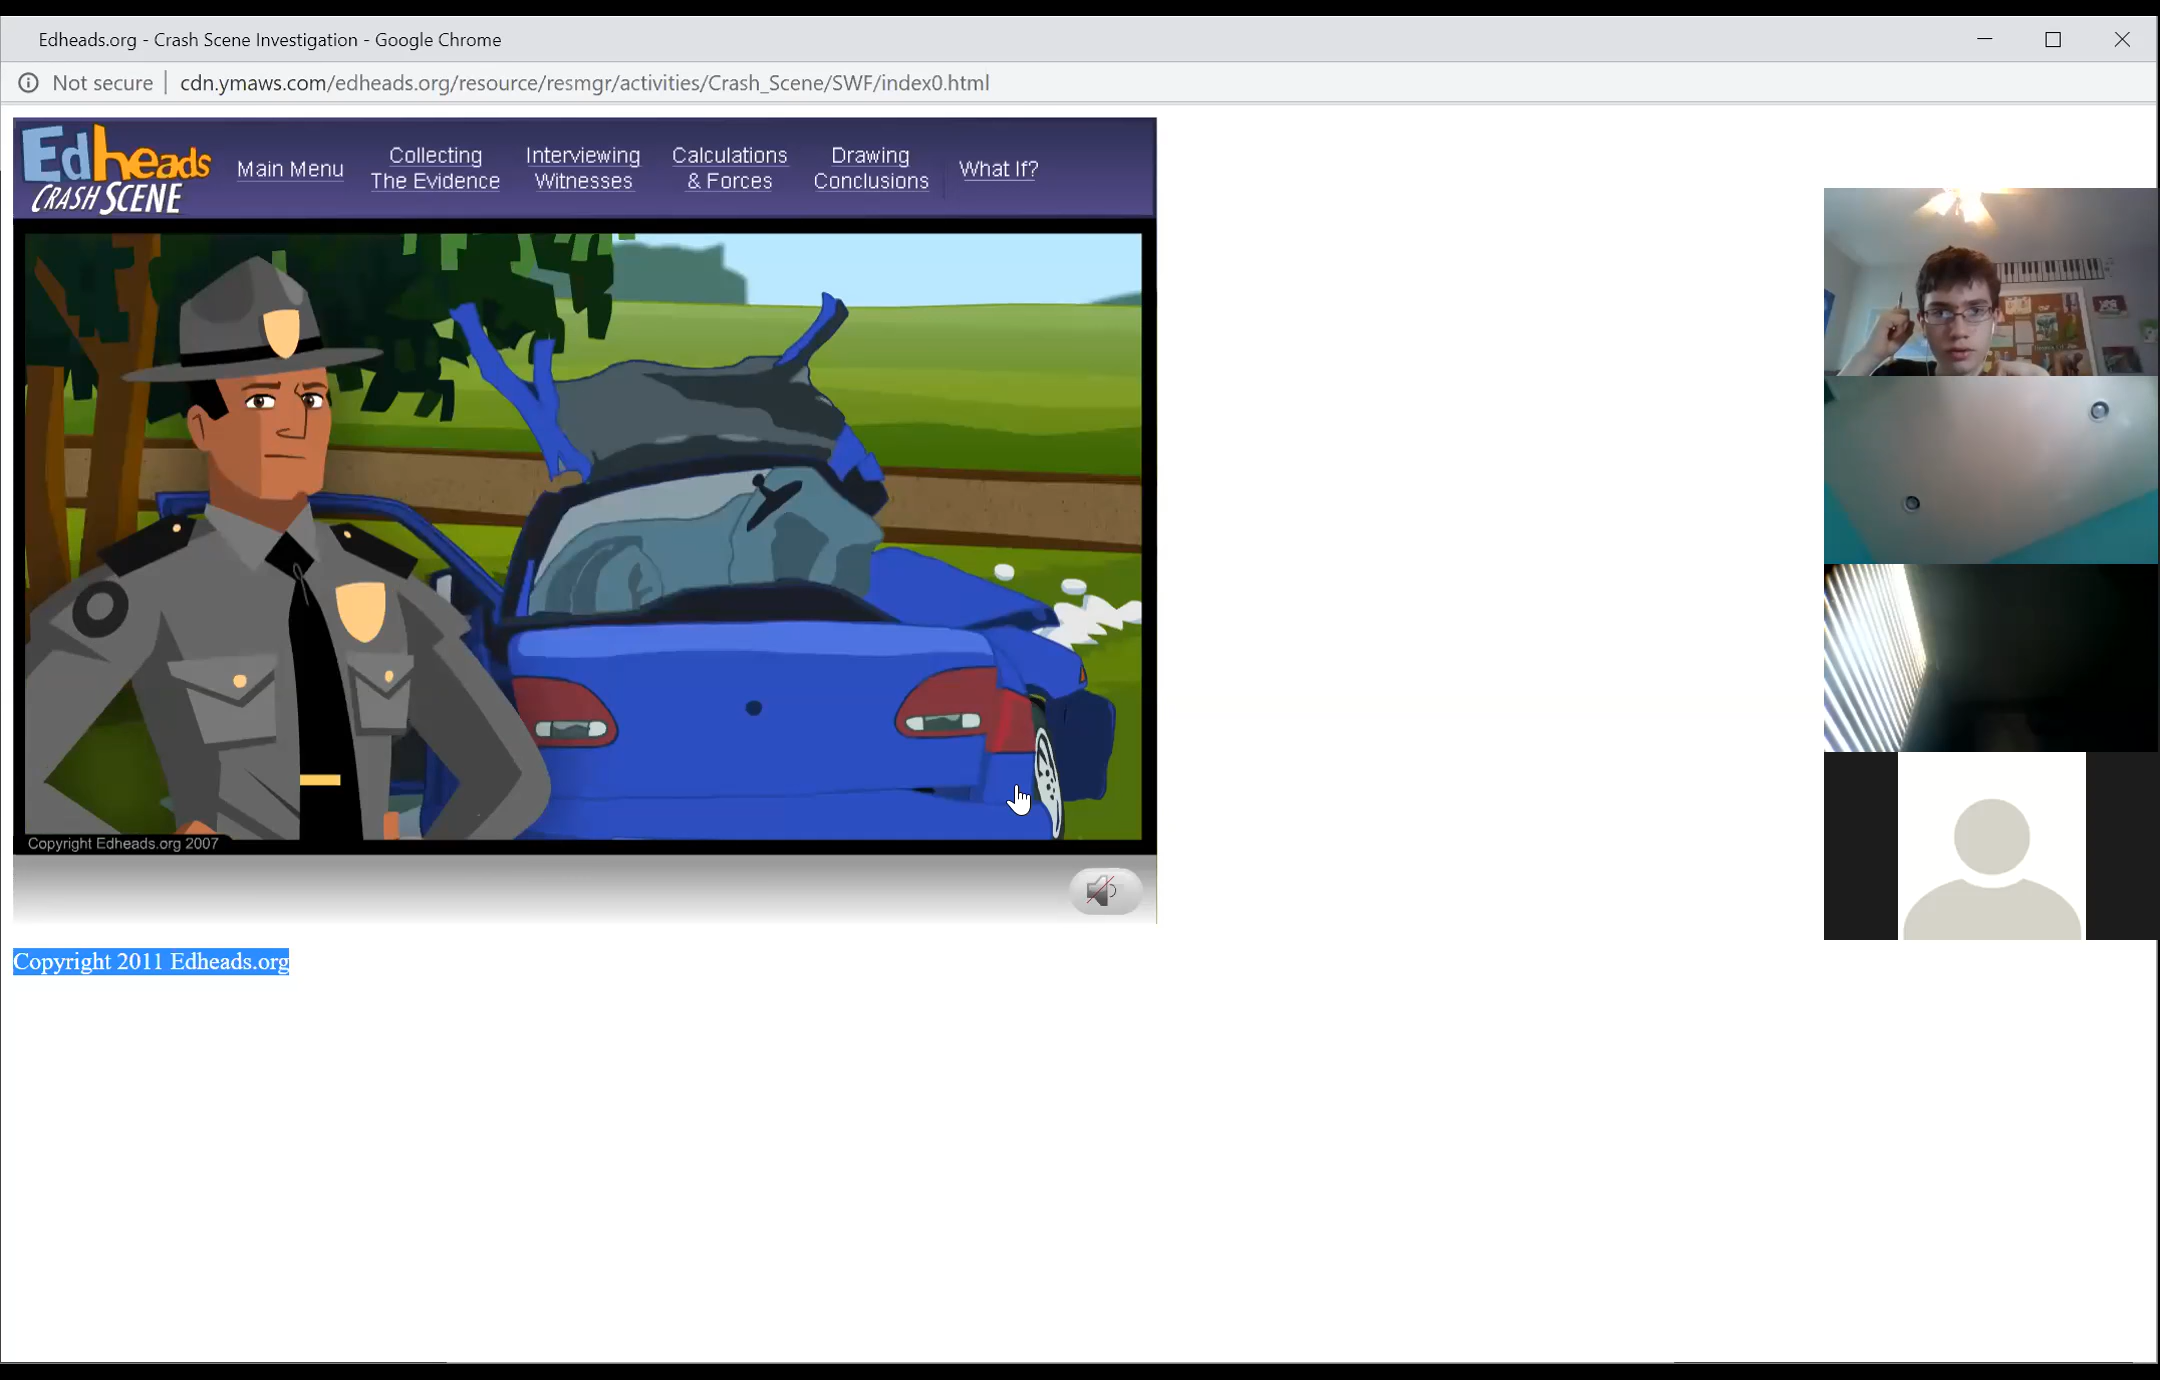 Edheads.org - Crash Scene Investigation - Google Chrome
Not secure
cdn.ymaws.com/edheads.org/resource/resmgr/activities/Crash_Scene/SWF/index0.html
Edheads
CRASH SCENE
Main Menu
Collecting
The Evidence
Interviewing
Witnesses
Calculations
& Forces
Drawing
Conclusions
What If?
Copyright Edheads.org 2007
Copyright 2011 Edheads.org